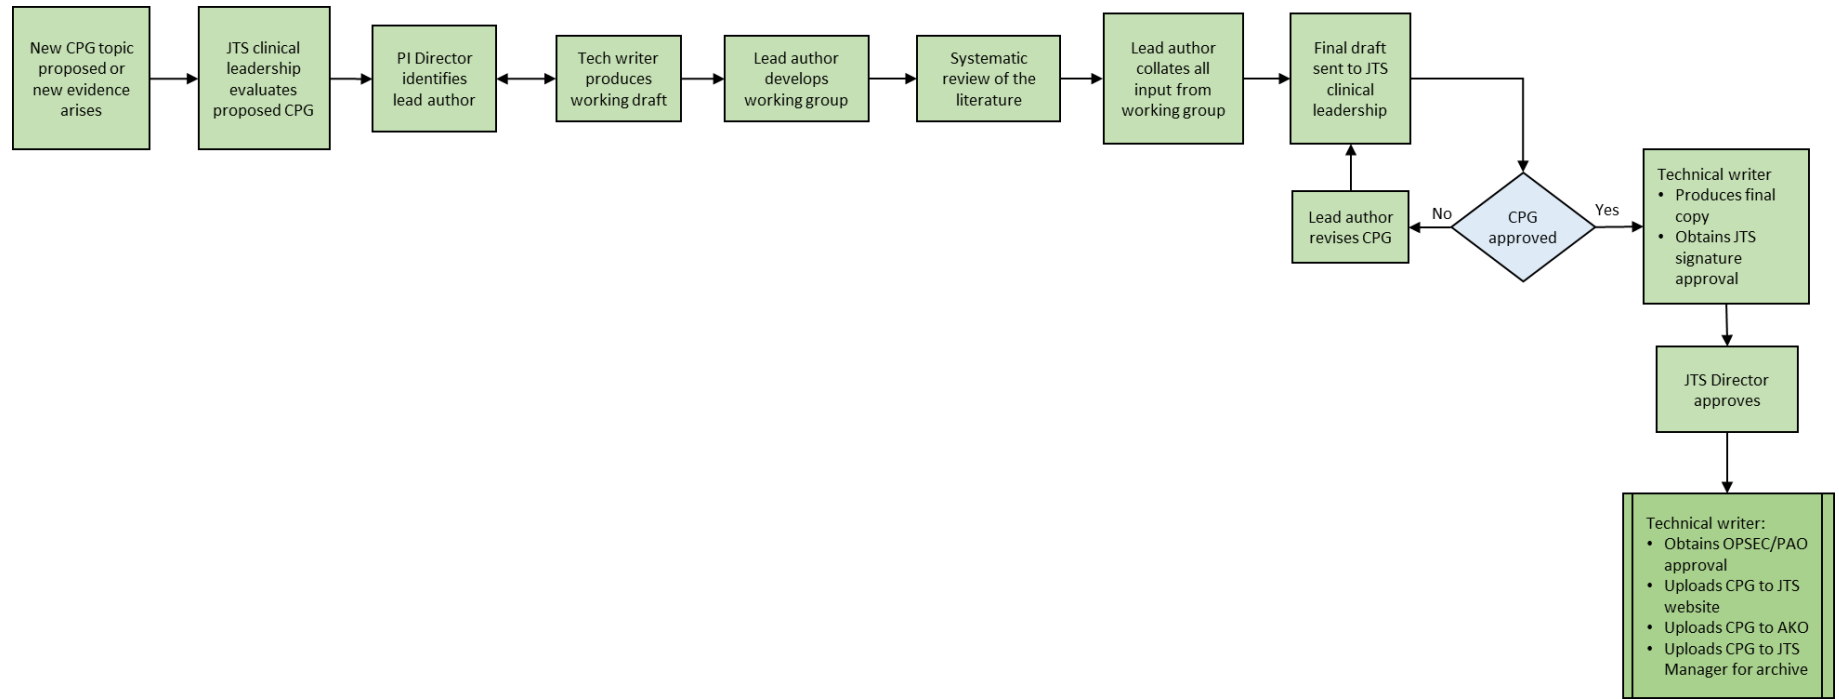 New CPG topic
proposed or
new evidence
arises
JTS clinical
leadership
evaluates
proposed CPG
PI Director
identifies
lead author
Tech writer
produces
working draft
Lead author
develops
working group
Systematic
review of the
literature
Lead author
collates all
input from
working group
Final draft
sent to JTS
clinical
leadership
Lead author
revises CPG
No
CPG
approved
Yes
Technical writer
• Produces final
copy
• Obtains JTS
signature
approval
JTS Director
approves
Technical writer:
• Obtains OPSEC/PAO
approval
• Uploads CPG to JTS
website
• Uploads CPG to AKO
• Uploads CPG to JTS
Manager for archive